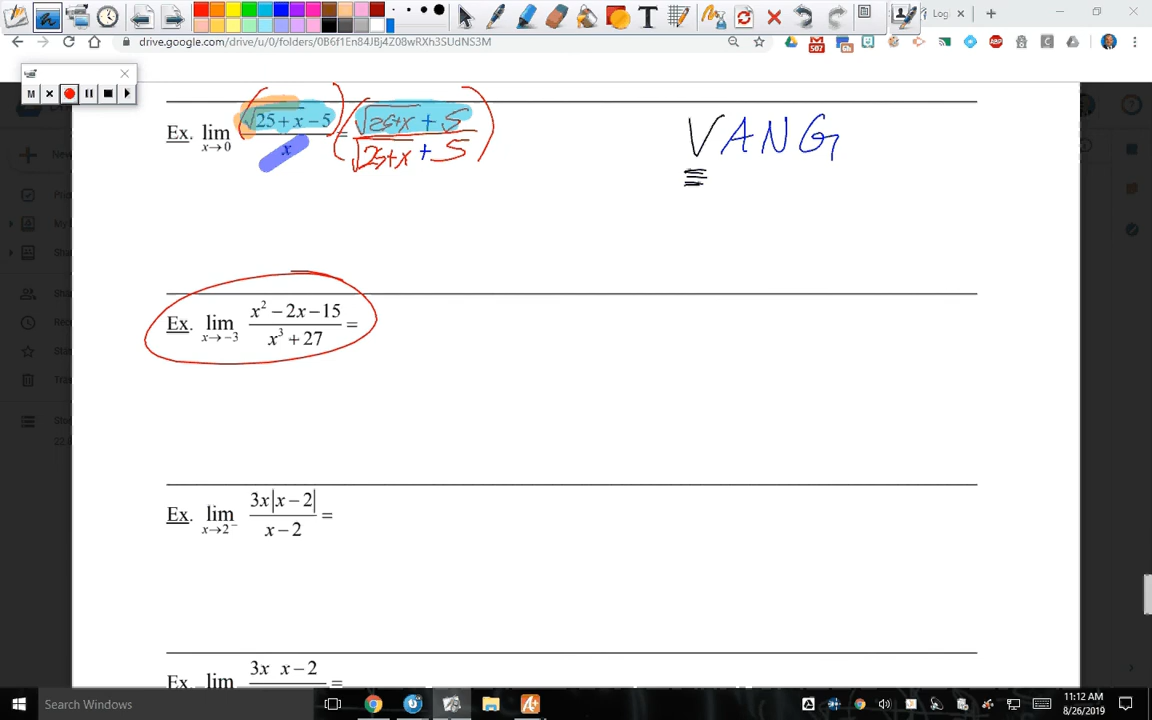 Log
drive.google.com/drive/u/0/folders/0B6f1En84JBj4Z08wRXh3SUdNS3M
M
Ex. lim x→0 (√25+x − 5 / x) = (√25+x + 5 / √25+x + 5)
VANG
Ex. lim x→−3 x² − 2x − 15 / x³ + 27 =
Ex. lim x→2⁻ 3x|x − 2| / x − 2 =
Ex. lim 3x x − 2 =
Search Windows
11:12 AM
8/26/2019